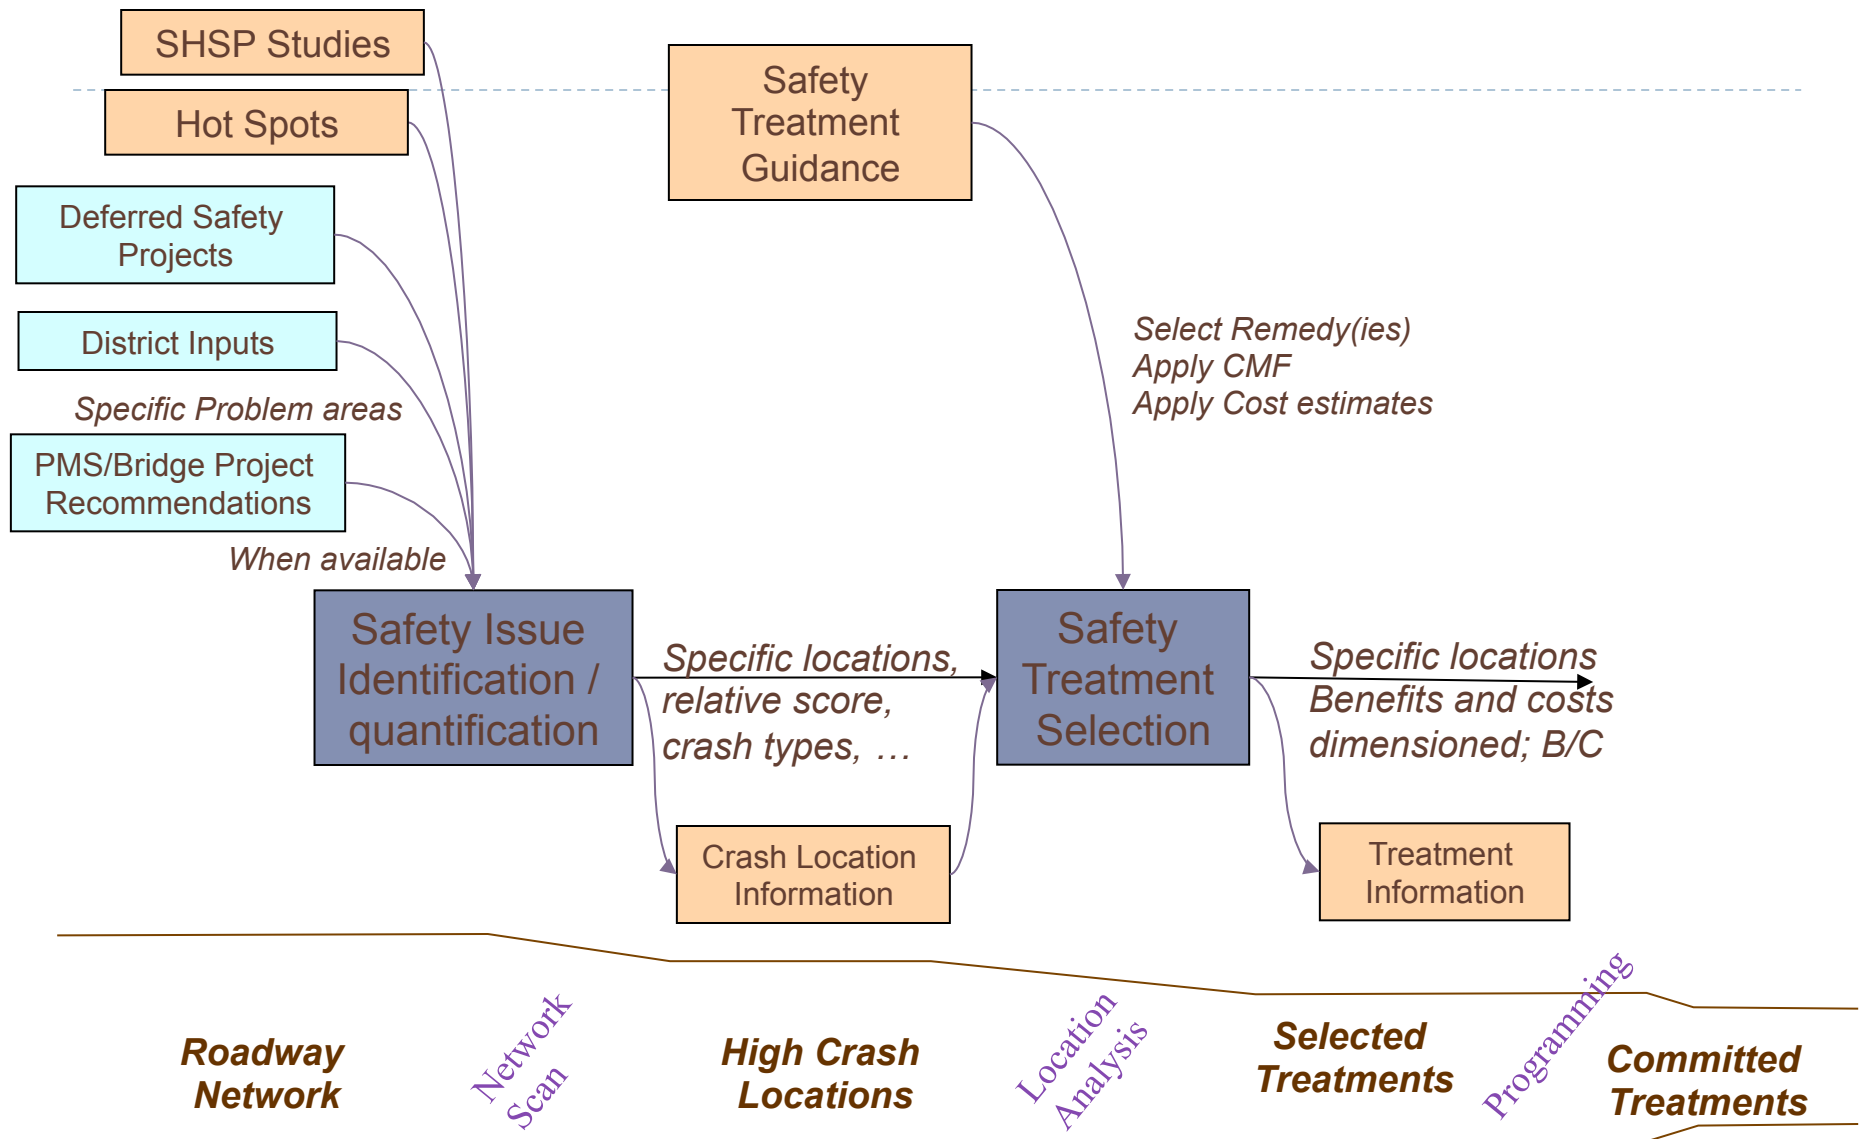 SHSP Studies
Hot Spots
Deferred Safety
Projects
District Inputs
Specific Problem areas
PMS/Bridge Project
Recommendations
When available
Safety
Treatment
Guidance
Select Remedy(ies)
Apply CMF
Apply Cost estimates
Safety Issue
Identification /
quantification
Specific locations,
relative score,
crash types, …
Safety
Treatment
Selection
Specific locations
Benefits and costs
dimensioned; B/C
Crash Location
Information
Treatment
Information
Roadway
Network
Network
Scan
High Crash
Locations
Location
Analysis
Selected
Treatments
Programming
Committed
Treatments